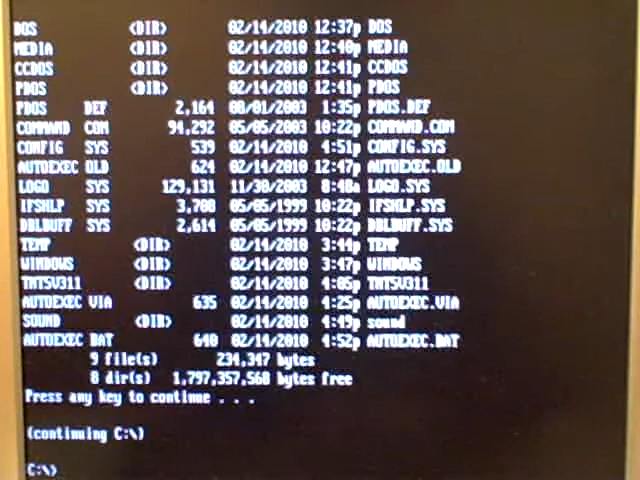 DOS <DIR> 02/14/2010 12:37p DOS
MEDIA <DIR> 02/14/2010 12:40p MEDIA
CCDOS <DIR> 02/14/2010 12:41p CCDOS
PDOS <DIR> 02/14/2010 12:41p PDOS
PDOS DEF 2,164 08/01/2003 1:35p PDOS.DEF
COMMAND COM 94,292 05/05/2003 10:22p COMMAND.COM
CONFIG SYS 539 02/14/2010 4:51p CONFIG.SYS
AUTOEXEC OLD 624 02/14/2010 12:47p AUTOEXEC.OLD
LOGO SYS 129,131 11/30/2003 8:48a LOGO.SYS
IFSHLP SYS 3,708 05/05/1999 10:22p IFSHLP.SYS
DBLBUFF SYS 2,614 05/05/1999 10:22p DBLBUFF.SYS
TEMP <DIR> 02/14/2010 3:44p TEMP
WINDOWS <DIR> 02/14/2010 3:47p WINDOWS
TNT5V311 <DIR> 02/14/2010 4:05p TNT5V311
AUTOEXEC VIA 635 02/14/2010 4:25p AUTOEXEC.VIA
SOUND <DIR> 02/14/2010 4:49p sound
AUTOEXEC BAT 640 02/14/2010 4:52p AUTOEXEC.BAT
9 file(s) 234,347 bytes
8 dir(s) 1,797,357,568 bytes free
Press any key to continue . . .
(continuing C:\)
C:\>